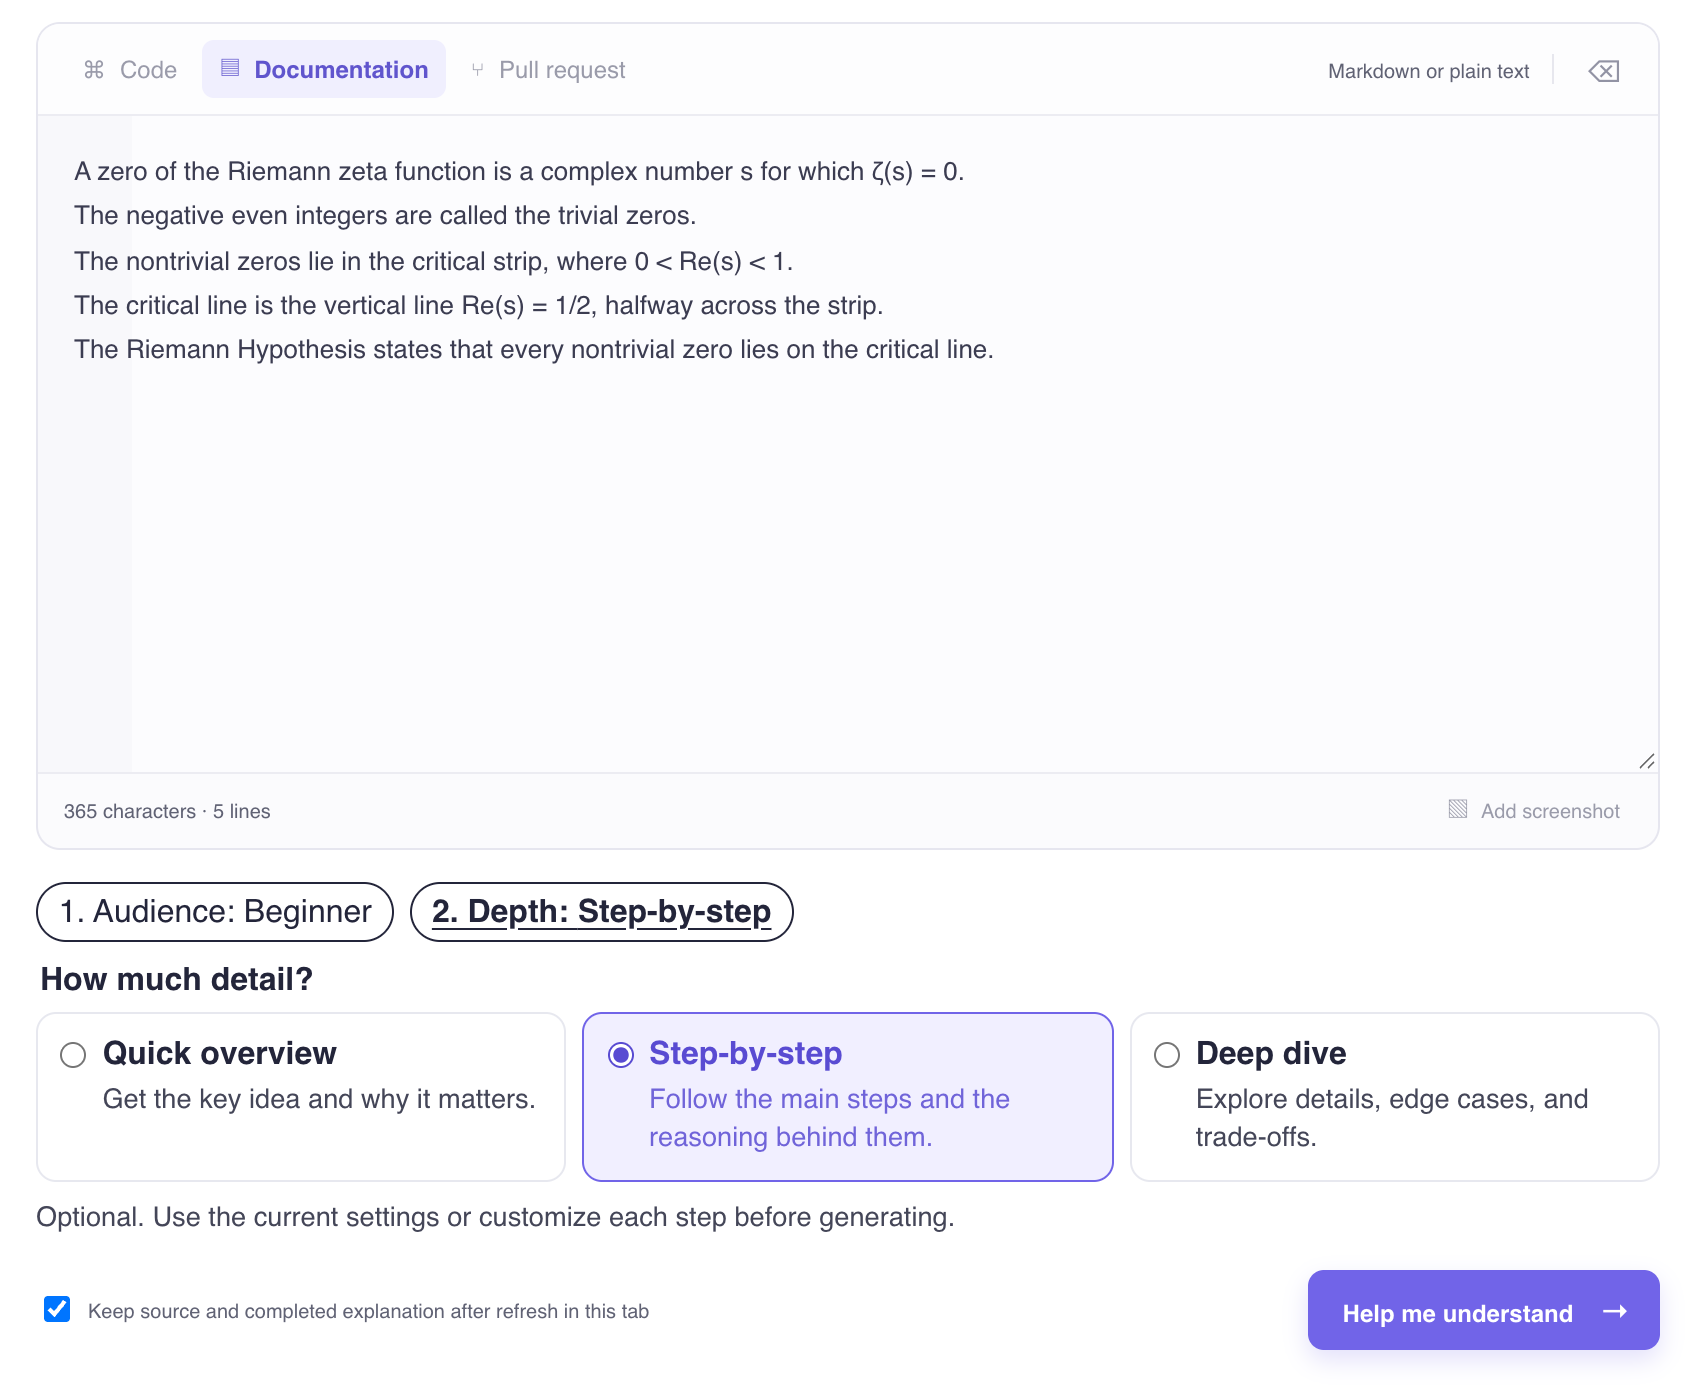 Code
Documentation
Pull request
Markdown or plain text
A zero of the Riemann zeta function is a complex number s for which ζ(s) = 0.
The negative even integers are called the trivial zeros.
The nontrivial zeros lie in the critical strip, where 0 < Re(s) < 1.
The critical line is the vertical line Re(s) = 1/2, halfway across the strip.
The Riemann Hypothesis states that every nontrivial zero lies on the critical line.
365 characters · 5 lines
Add screenshot
1. Audience: Beginner
2. Depth: Step-by-step
How much detail?
Quick overview
Get the key idea and why it matters.
Step-by-step
Follow the main steps and the
reasoning behind them.
Deep dive
Explore details, edge cases, and
trade-offs.
Optional. Use the current settings or customize each step before generating.
Keep source and completed explanation after refresh in this tab
Help me understand →